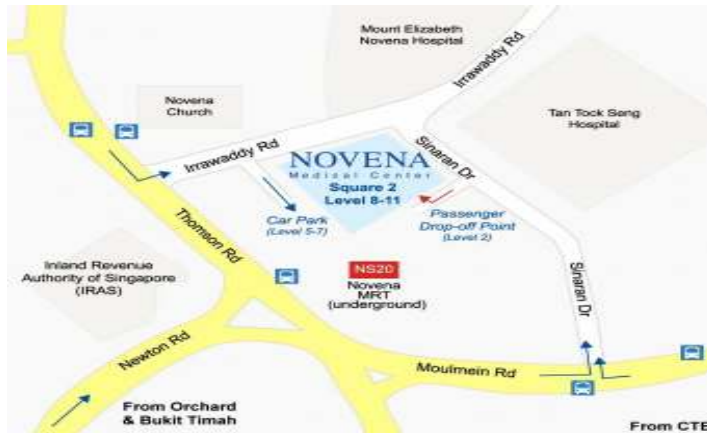 Mount Elizabeth
Novena Hospital
Irrawaddy Rd
Novena
Church
Tan Tock Seng
Hospital
Irrawaddy Rd
NOVENA
Medical Center
Square 2
Level 8-11
Sinaran Dr
Car Park
(Level 5-7)
Passenger
Drop-off Point
(Level 2)
Thomson Rd
Inland Revenue
Authority of Singapore
(IRAS)
NS20
Novena
MRT
(underground)
Sinaran Dr
Newton Rd
Moulmein Rd
From Orchard
& Bukit Timah
From CTE